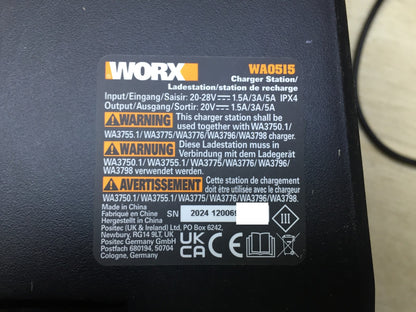 WORX
WA0515
Charger Station/
Ladestation/station de recharge
Input/Eingang/Saisir: 20-28V 1.5A/3A/5A IPX4
Output/Ausgang/Sortir: 20V 1.5A/3A/5A
WARNING This charger station shall be
used together with WA3750.1/
WA3755.1/WA3775/WA3776/WA3796/WA3798 charger.
WARNUNG Diese Ladestation muss in
Verbindung mit dem Ladegerät
WA3750.1/WA3755.1/WA3775/WA3776/WA3796/
WA3798 verwendet werden.
AVERTISSEMENT Cette station de chargement
doit être utilisée avec le chargeur
WA3750.1/WA3755.1/WA3775/WA3776/WA3796/WA3798.
Made in China
Fabriqué en Chine
Hergestellt in China
SN 2024 120069
Positec (UK & Ireland) Ltd, PO Box 6242,
Newbury, RG14 9LT, UK
Positec Germany GmbH
Postfach 680194, 50704
Cologne, Germany
UK
CA
CE
III